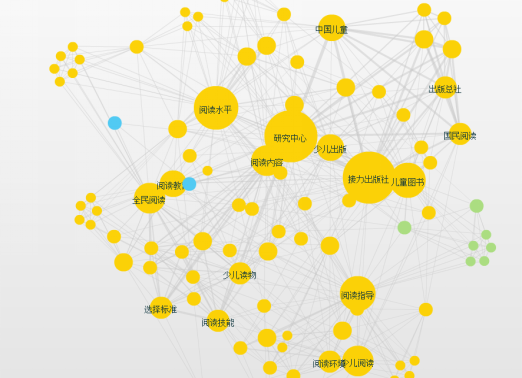 中国儿童
出版总社
阅读水平
国民阅读
研究中心
少儿出版
阅读内容
接力出版社
儿童图书
阅读教
全民阅读
少儿读物
阅读指导
选择标准
阅读技能
阅读环境
少儿阅读